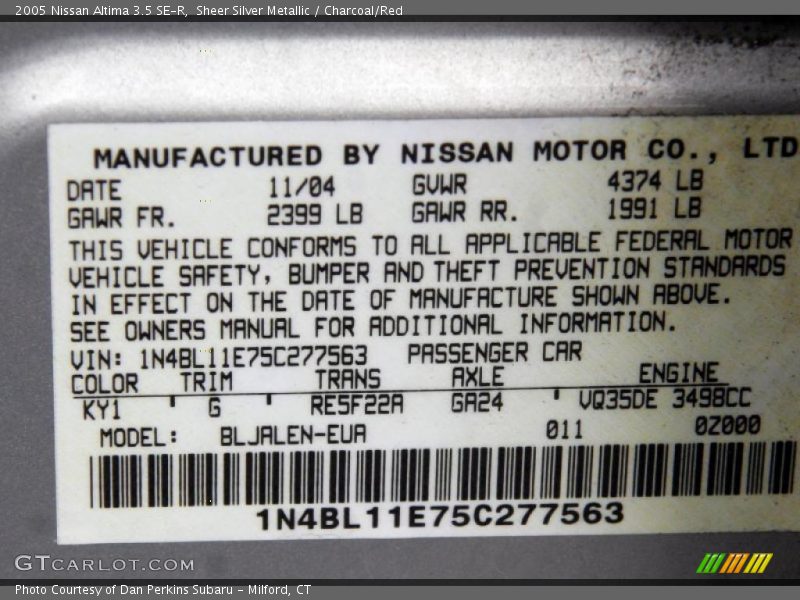 2005 Nissan Altima 3.5 SE-R, Sheer Silver Metallic / Charcoal/Red
MANUFACTURED BY NISSAN MOTOR CO., LTD
DATE 11/04 GVWR 4374 LB
GAWR FR. 2399 LB GAWR RR. 1991 LB
THIS VEHICLE CONFORMS TO ALL APPLICABLE FEDERAL MOTOR
VEHICLE SAFETY, BUMPER AND THEFT PREVENTION STANDARDS
IN EFFECT ON THE DATE OF MANUFACTURE SHOWN ABOVE.
SEE OWNERS MANUAL FOR ADDITIONAL INFORMATION.
VIN: 1N4BL11E75C277563 PASSENGER CAR
COLOR TRIM TRANS AXLE ENGINE
KY1 G RE5F22A GA24 VQ35DE 3498CC
MODEL: BLJALEN-EUA 011 0Z000
1N4BL11E75C277563
GTCARLOT.COM
Photo Courtesy of Dan Perkins Subaru - Milford, CT